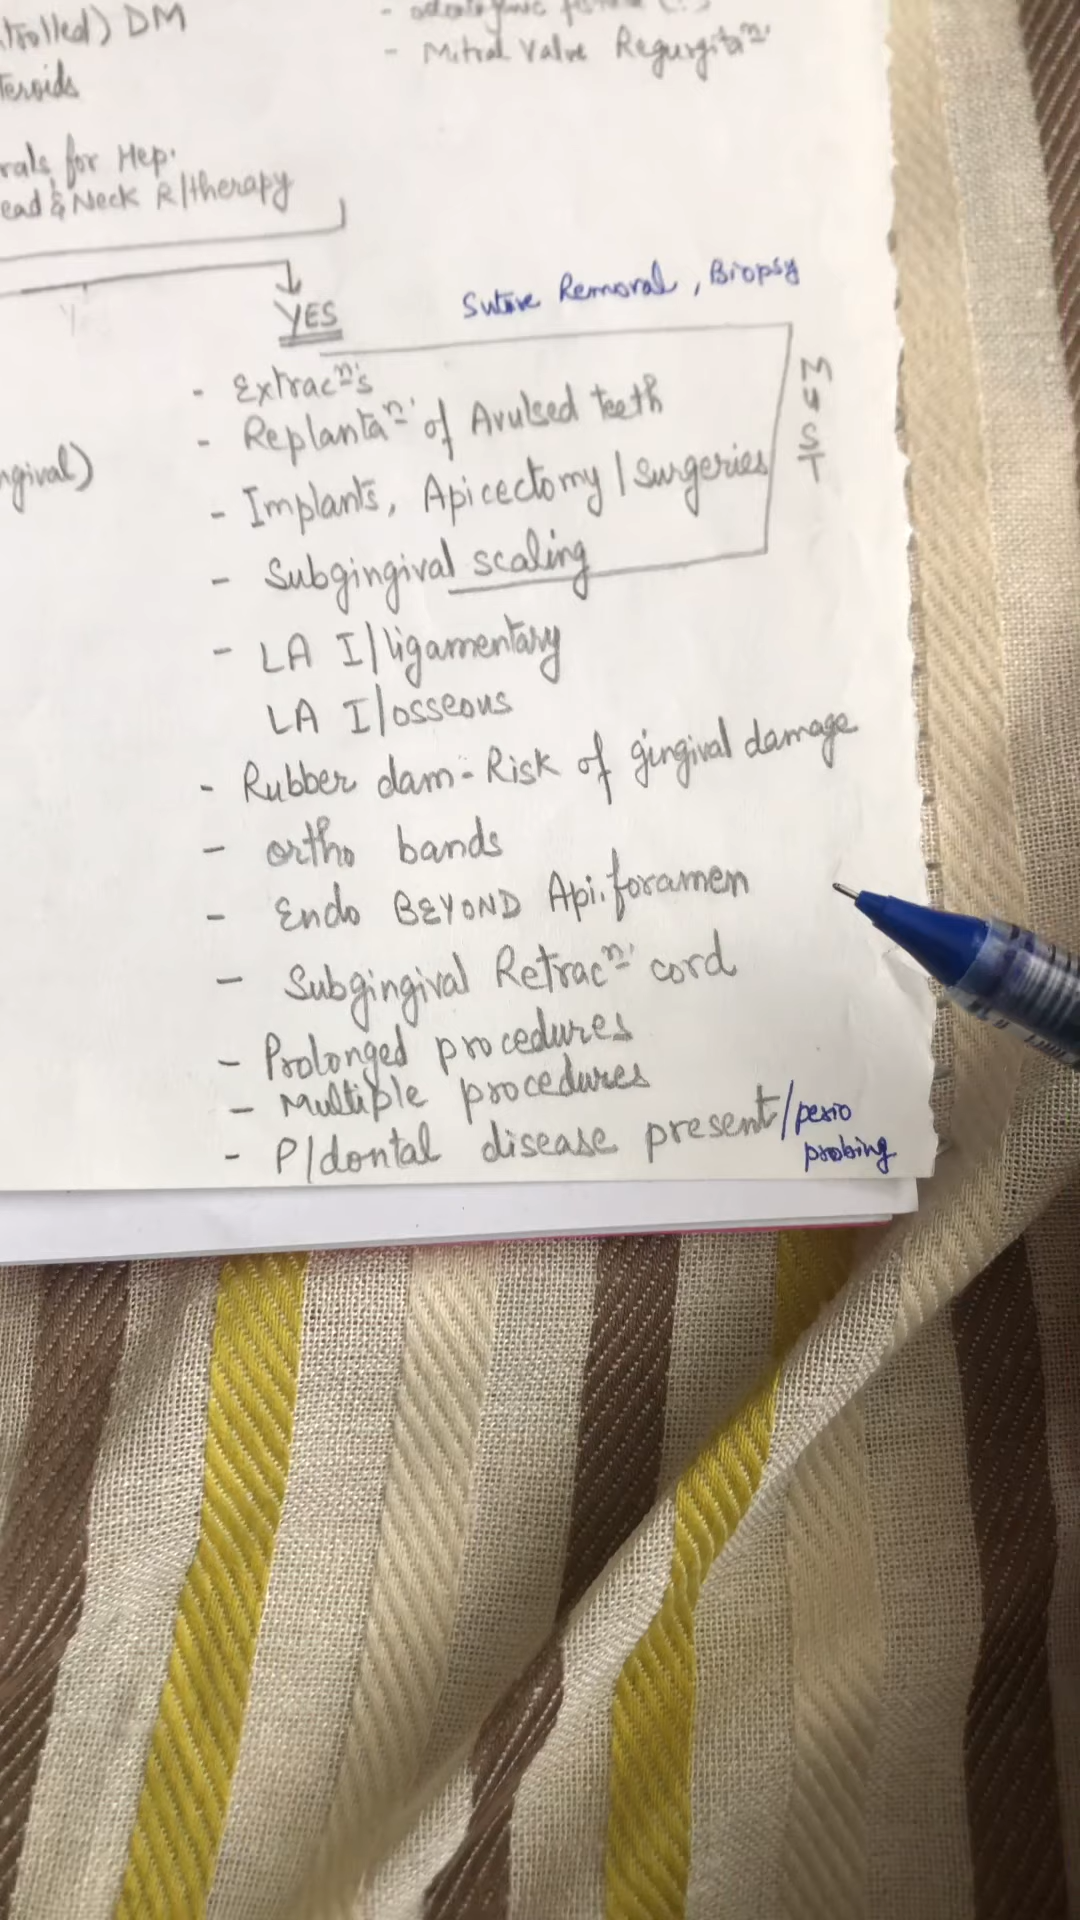 DM
- Mitral Valve Regurgitaⁿ·
for Hep.
& Neck R/therapy
YES
Suture Removal, Biopsy
- Extracⁿ·s
- Replantaⁿ· of Avulsed teeth
- Implants, Apicectomy / Surgeries
- Subgingival scaling
MUST
- LA I/ligamentary
LA I/osseous
- Rubber dam - Risk of gingival damage
- ortho bands
- Endo BEYOND Api. foramen
- Subgingival Retracⁿ· cord
- Prolonged procedures
- Multiple procedures
- P/dontal disease present / perio probing